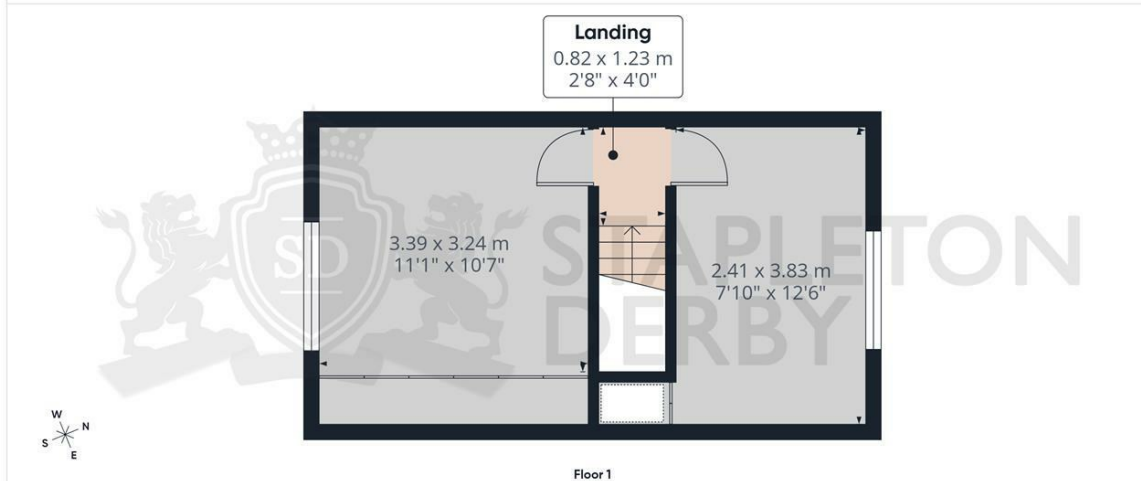 Landing
0.82 x 1.23 m
2'8" x 4'0"
3.39 x 3.24 m
11'1" x 10'7"
2.41 x 3.83 m
7'10" x 12'6"
SD
STAPLETON
DERBY
W
N
S
E
Floor 1